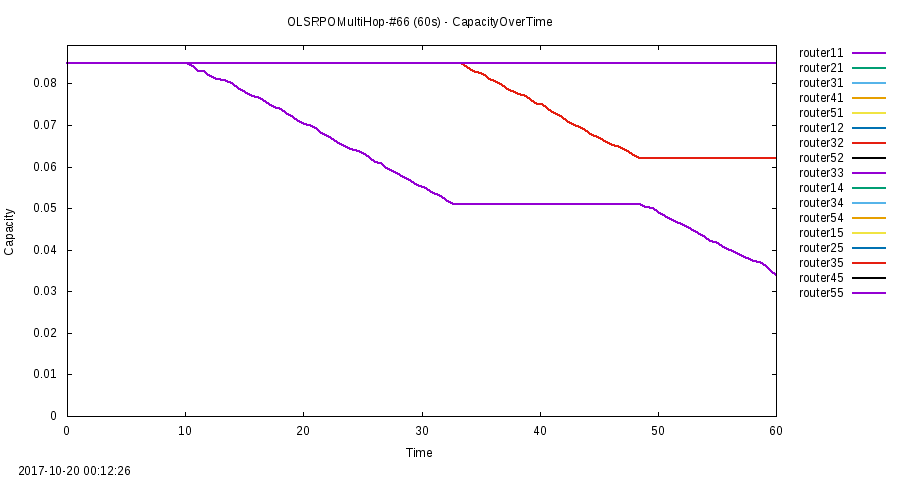 OLSRPOMultiHop-#66 (60s) - CapacityOverTime
router11
router21
router31
router41
router51
router12
router32
router52
router33
router14
router34
router54
router15
router25
router35
router45
router55
0.08
0.07
0.06
0.05
0.04
0.03
0.02
0.01
0
Capacity
0 10 20 30 40 50 60
Time
2017-10-20 00:12:26